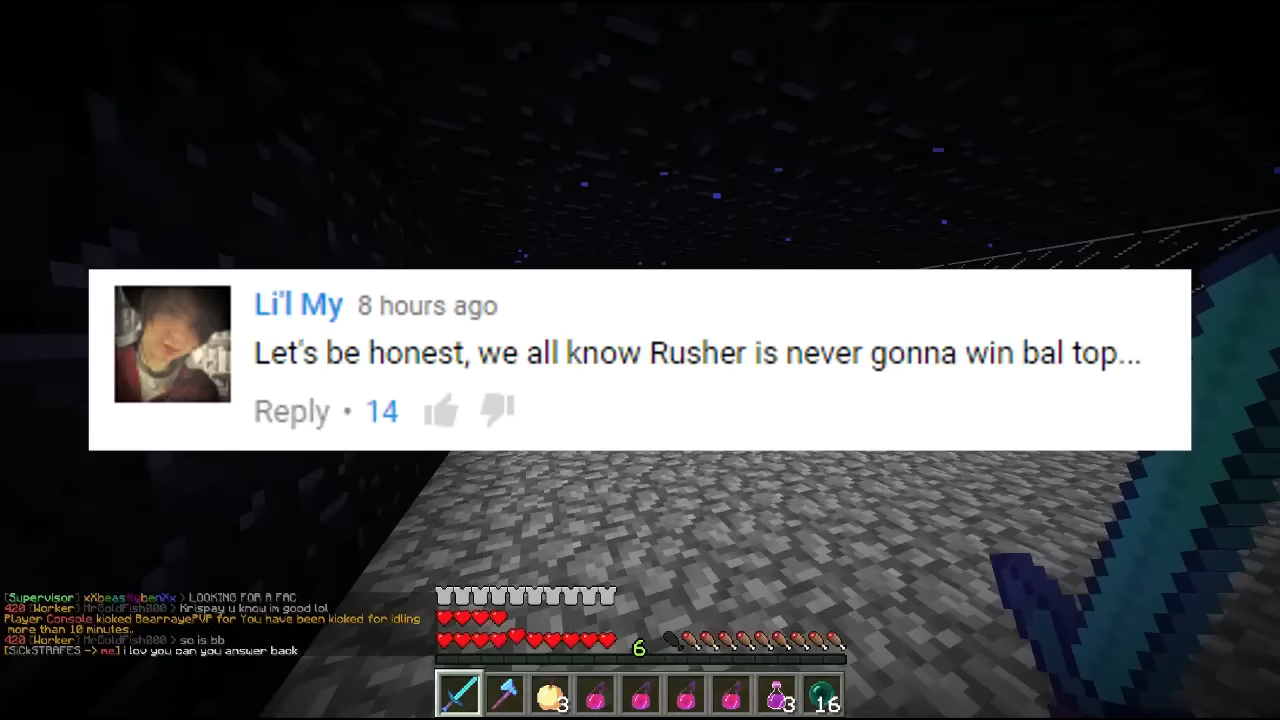 Li'l My 8 hours ago
Let's be honest, we all know Rusher is never gonna win bal top...
Reply • 14
[Supervisor] xXbeastlybenXx > LOOKING FOR A FAC
420 [Worker] MrGoldFish000 > Krispay u know im good lol
Player Console kicked BearrayePVP for You have been kicked for idling
more than 10 minutes..
420 [Worker] MrGoldFish000 > so is bb
[SiCkSTRAFES -> me] i lov you can you answer back
6
3 3 16